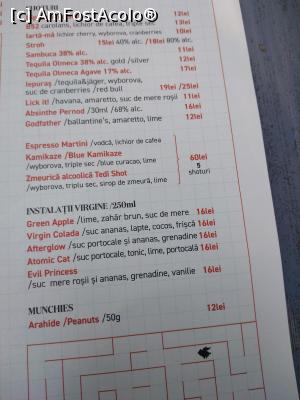 [c] AmFostAcolo®
SHOTURI 12lei
B52 carolans, lichior de cafea, triple sec
Iartă-mă lichior cherry, wyborowa, cranberries 10lei
Stroh 15lei 40% alc. /18lei 80% alc.
Sambuca 38% alc. 11lei
Tequila Olmeca 38% alc. gold /silver 12lei
Tequila Olmeca Agave 17% alc. 17lei
Iepuraș /tequila&jäger, wyborova,
suc de cranberries /red bull 19lei /25lei
Lick it! /havana, amaretto, suc de mere roșii 11lei
Absinthe Pernod /30ml /68% alc. 16lei
Godfather /ballantine's, amaretto, lime 12lei
Espresso Martini /vodcă, lichior de cafea
Kamikaze /Blue Kamikaze
/wyborova, triple sec /blue curacao, lime
Zmeurică alcoolică Tedi Shot
/wyborova, triplu sec, sirop de zmeură, lime
60lei
5
shoturi
INSTALAȚII VIRGINE /250ml
Green Apple /lime, zahăr brun, suc de mere 16lei
Virgin Colada /suc ananas, lapte, cocos, frișcă 16lei
Afterglow /suc portocale și ananas, grenadine 16lei
Atomic Cat /suc portocale, tonic, lime, portocală 16lei
Evil Princess
/suc mere roșii și ananas, grenadine, vanilie 16lei
MUNCHIES
Arahide /Peanuts /50g 12lei